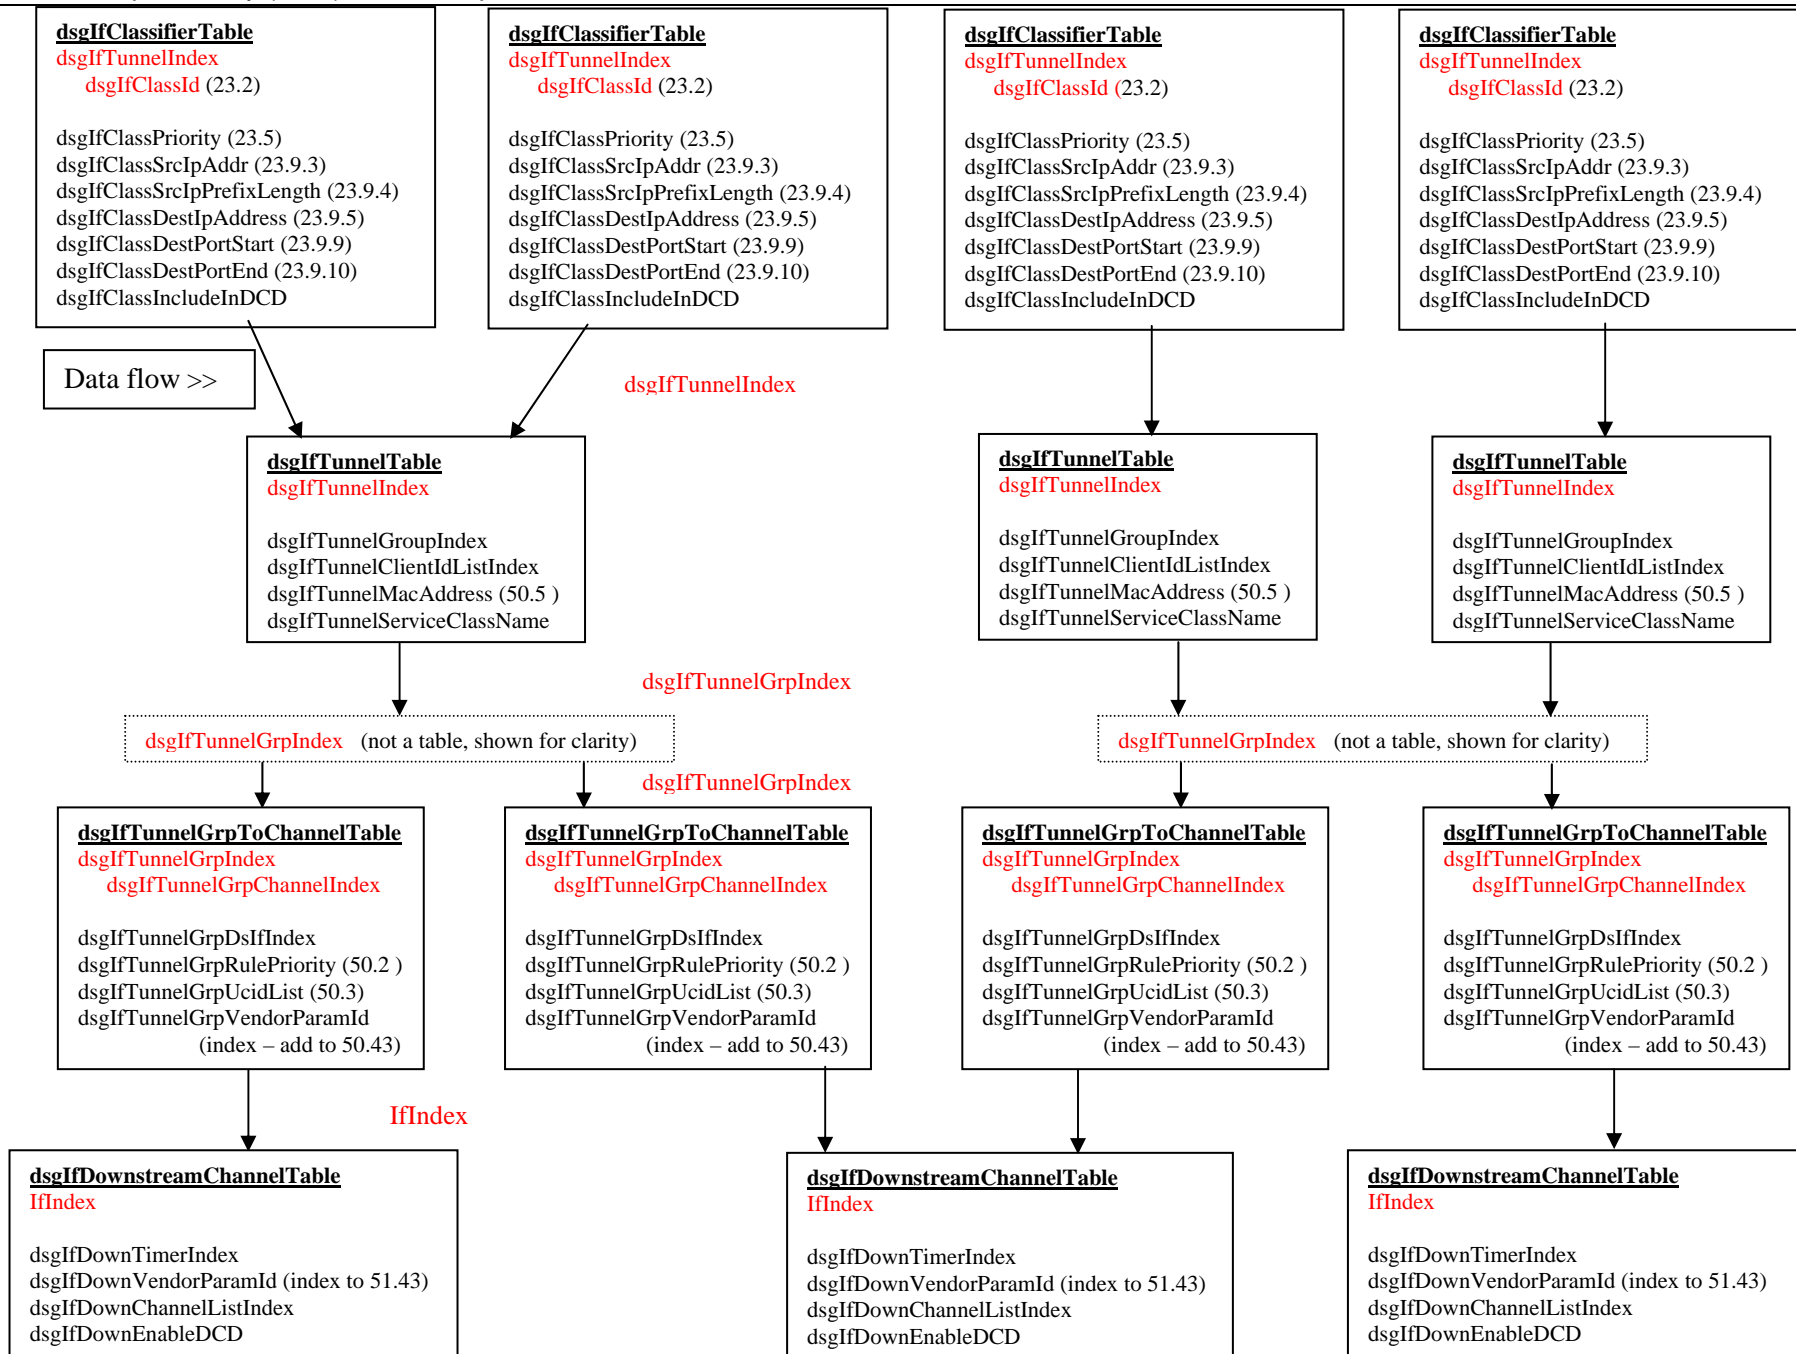 dsgIfClassifierTable
dsgIfTunnelIndex
dsgIfClassId (23.2)
dsgIfClassPriority (23.5)
dsgIfClassSrcIpAddr (23.9.3)
dsgIfClassSrcIpPrefixLength (23.9.4)
dsgIfClassDestIpAddress (23.9.5)
dsgIfClassDestPortStart (23.9.9)
dsgIfClassDestPortEnd (23.9.10)
dsgIfClassIncludeInDCD
dsgIfClassifierTable
dsgIfTunnelIndex
dsgIfClassId (23.2)
dsgIfClassPriority (23.5)
dsgIfClassSrcIpAddr (23.9.3)
dsgIfClassSrcIpPrefixLength (23.9.4)
dsgIfClassDestIpAddress (23.9.5)
dsgIfClassDestPortStart (23.9.9)
dsgIfClassDestPortEnd (23.9.10)
dsgIfClassIncludeInDCD
dsgIfClassifierTable
dsgIfTunnelIndex
dsgIfClassId (23.2)
dsgIfClassPriority (23.5)
dsgIfClassSrcIpAddr (23.9.3)
dsgIfClassSrcIpPrefixLength (23.9.4)
dsgIfClassDestIpAddress (23.9.5)
dsgIfClassDestPortStart (23.9.9)
dsgIfClassDestPortEnd (23.9.10)
dsgIfClassIncludeInDCD
dsgIfClassifierTable
dsgIfTunnelIndex
dsgIfClassId (23.2)
dsgIfClassPriority (23.5)
dsgIfClassSrcIpAddr (23.9.3)
dsgIfClassSrcIpPrefixLength (23.9.4)
dsgIfClassDestIpAddress (23.9.5)
dsgIfClassDestPortStart (23.9.9)
dsgIfClassDestPortEnd (23.9.10)
dsgIfClassIncludeInDCD
Data flow >>
dsgIfTunnelIndex
dsgIfTunnelTable
dsgIfTunnelIndex
dsgIfTunnelGroupIndex
dsgIfTunnelClientIdListIndex
dsgIfTunnelMacAddress (50.5 )
dsgIfTunnelServiceClassName
dsgIfTunnelTable
dsgIfTunnelIndex
dsgIfTunnelGroupIndex
dsgIfTunnelClientIdListIndex
dsgIfTunnelMacAddress (50.5 )
dsgIfTunnelServiceClassName
dsgIfTunnelTable
dsgIfTunnelIndex
dsgIfTunnelGroupIndex
dsgIfTunnelClientIdListIndex
dsgIfTunnelMacAddress (50.5 )
dsgIfTunnelServiceClassName
dsgIfTunnelGrpIndex
dsgIfTunnelGrpIndex (not a table, shown for clarity)
dsgIfTunnelGrpIndex (not a table, shown for clarity)
dsgIfTunnelGrpIndex
dsgIfTunnelGrpToChannelTable
dsgIfTunnelGrpIndex
dsgIfTunnelGrpChannelIndex
dsgIfTunnelGrpDsIfIndex
dsgIfTunnelGrpRulePriority (50.2 )
dsgIfTunnelGrpUcidList (50.3)
dsgIfTunnelGrpVendorParamId
(index – add to 50.43)
dsgIfTunnelGrpToChannelTable
dsgIfTunnelGrpIndex
dsgIfTunnelGrpChannelIndex
dsgIfTunnelGrpDsIfIndex
dsgIfTunnelGrpRulePriority (50.2 )
dsgIfTunnelGrpUcidList (50.3)
dsgIfTunnelGrpVendorParamId
(index – add to 50.43)
dsgIfTunnelGrpToChannelTable
dsgIfTunnelGrpIndex
dsgIfTunnelGrpChannelIndex
dsgIfTunnelGrpDsIfIndex
dsgIfTunnelGrpRulePriority (50.2 )
dsgIfTunnelGrpUcidList (50.3)
dsgIfTunnelGrpVendorParamId
(index – add to 50.43)
dsgIfTunnelGrpToChannelTable
dsgIfTunnelGrpIndex
dsgIfTunnelGrpChannelIndex
dsgIfTunnelGrpDsIfIndex
dsgIfTunnelGrpRulePriority (50.2 )
dsgIfTunnelGrpUcidList (50.3)
dsgIfTunnelGrpVendorParamId
(index – add to 50.43)
IfIndex
dsgIfDownstreamChannelTable
IfIndex
dsgIfDownTimerIndex
dsgIfDownVendorParamId (index to 51.43)
dsgIfDownChannelListIndex
dsgIfDownEnableDCD
dsgIfDownstreamChannelTable
IfIndex
dsgIfDownTimerIndex
dsgIfDownVendorParamId (index to 51.43)
dsgIfDownChannelListIndex
dsgIfDownEnableDCD
dsgIfDownstreamChannelTable
IfIndex
dsgIfDownTimerIndex
dsgIfDownVendorParamId (index to 51.43)
dsgIfDownChannelListIndex
dsgIfDownEnableDCD